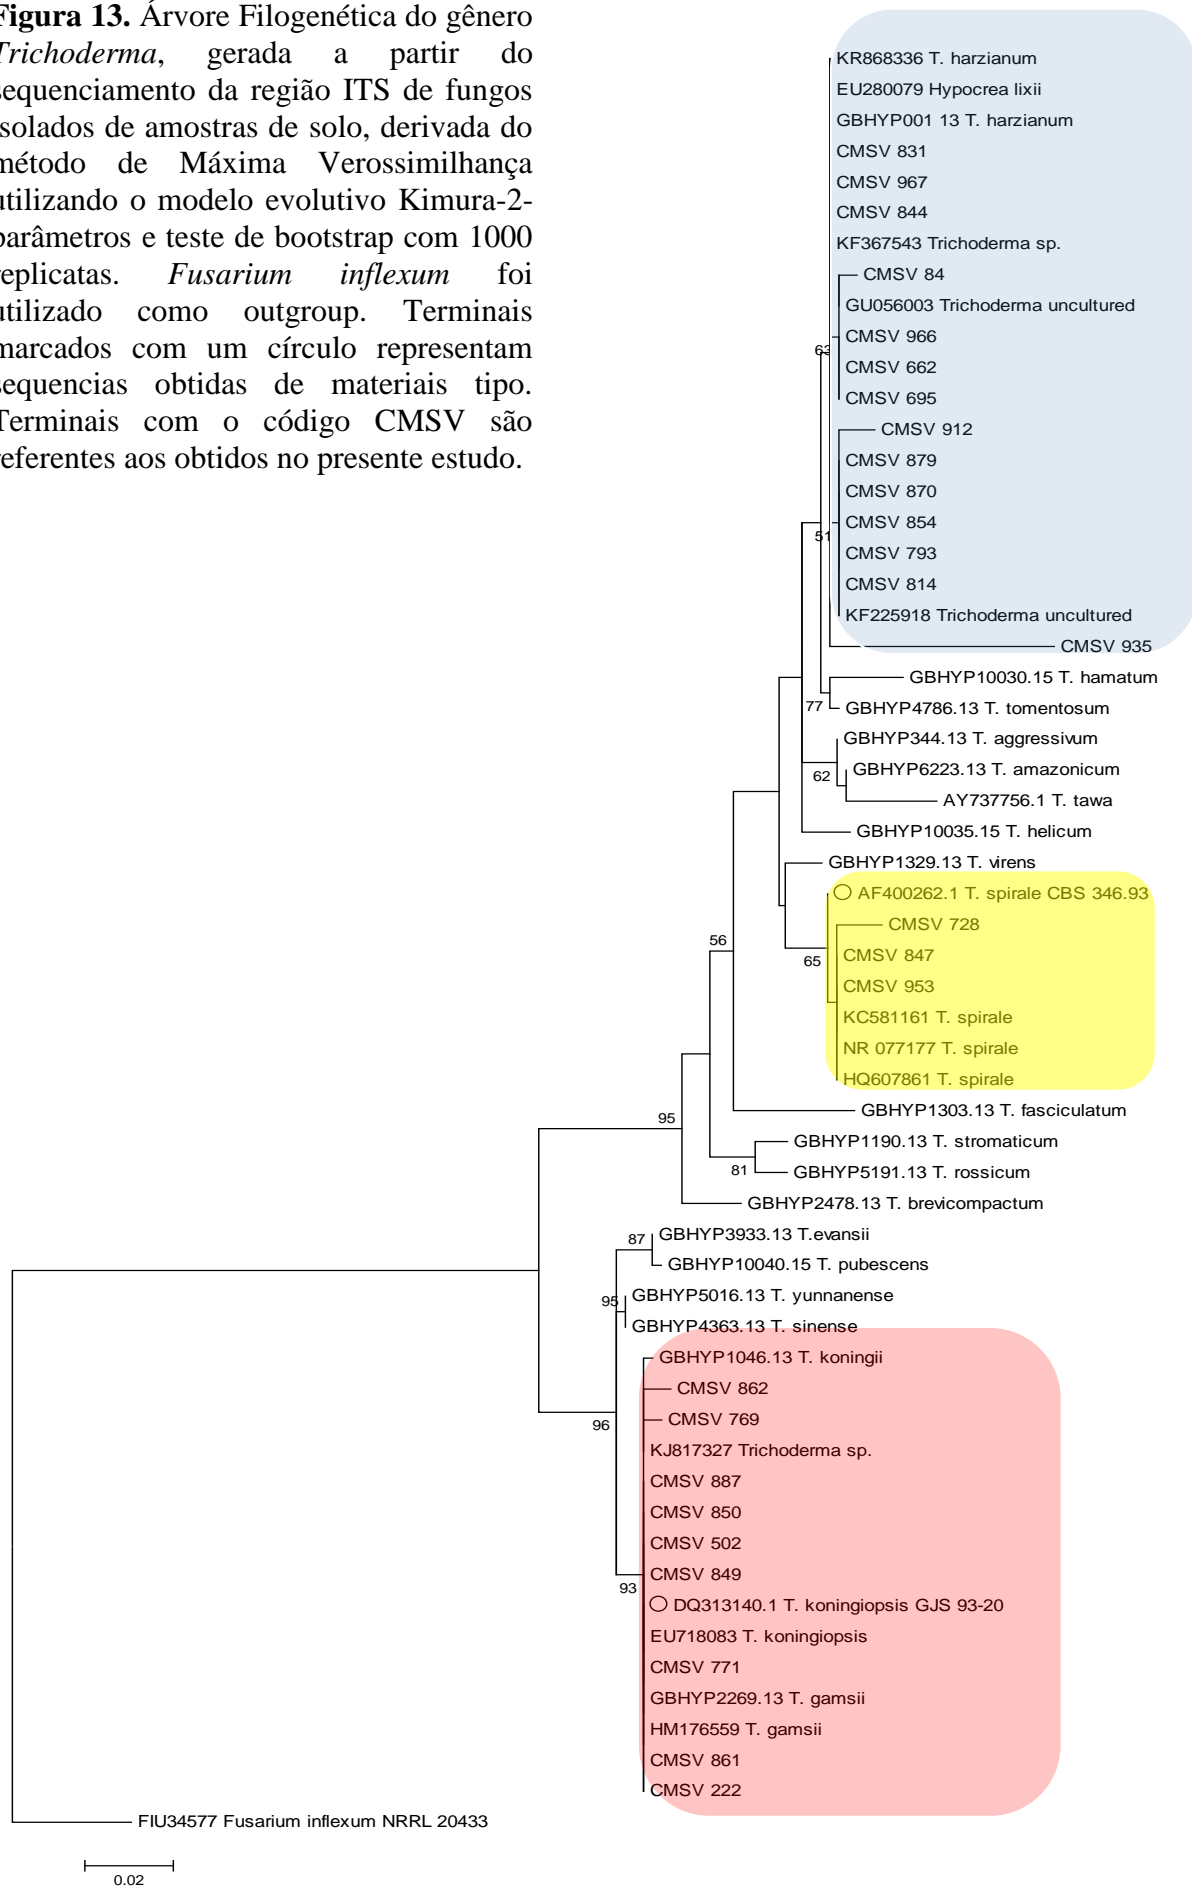 Figura 13. Árvore Filogenética do gênero
Trichoderma, gerada a partir do
sequenciamento da região ITS de fungos
isolados de amostras de solo, derivada do
método de Máxima Verossimilhança
utilizando o modelo evolutivo Kimura-2-
parâmetros e teste de bootstrap com 1000
replicatas. Fusarium inflexum foi
utilizado como outgroup. Terminais
marcados com um círculo representam
sequencias obtidas de materiais tipo.
Terminais com o código CMSV são
referentes aos obtidos no presente estudo.
KR868336 T. harzianum
EU280079 Hypocrea lixii
GBHYP001 13 T. harzianum
CMSV 831
CMSV 967
CMSV 844
KF367543 Trichoderma sp.
CMSV 84
GU056003 Trichoderma uncultured
CMSV 966
63
CMSV 662
CMSV 695
CMSV 912
CMSV 879
CMSV 870
CMSV 854
51
CMSV 793
CMSV 814
KF225918 Trichoderma uncultured
CMSV 935
GBHYP10030.15 T. hamatum
77
GBHYP4786.13 T. tomentosum
GBHYP344.13 T. aggressivum
62
GBHYP6223.13 T. amazonicum
AY737756.1 T. tawa
GBHYP10035.15 T. helicum
GBHYP1329.13 T. virens
AF400262.1 T. spirale CBS 346.93
CMSV 728
56
CMSV 847
65
CMSV 953
KC581161 T. spirale
NR 077177 T. spirale
HQ607861 T. spirale
GBHYP1303.13 T. fasciculatum
95
GBHYP1190.13 T. stromaticum
81
GBHYP5191.13 T. rossicum
GBHYP2478.13 T. brevicompactum
GBHYP3933.13 T.evansii
87
GBHYP10040.15 T. pubescens
GBHYP5016.13 T. yunnanense
95
GBHYP4363.13 T. sinense
GBHYP1046.13 T. koningii
CMSV 862
CMSV 769
96
KJ817327 Trichoderma sp.
CMSV 887
CMSV 850
CMSV 502
CMSV 849
93
DQ313140.1 T. koningiopsis GJS 93-20
EU718083 T. koningiopsis
CMSV 771
GBHYP2269.13 T. gamsii
HM176559 T. gamsii
CMSV 861
CMSV 222
FIU34577 Fusarium inflexum NRRL 20433
0.02